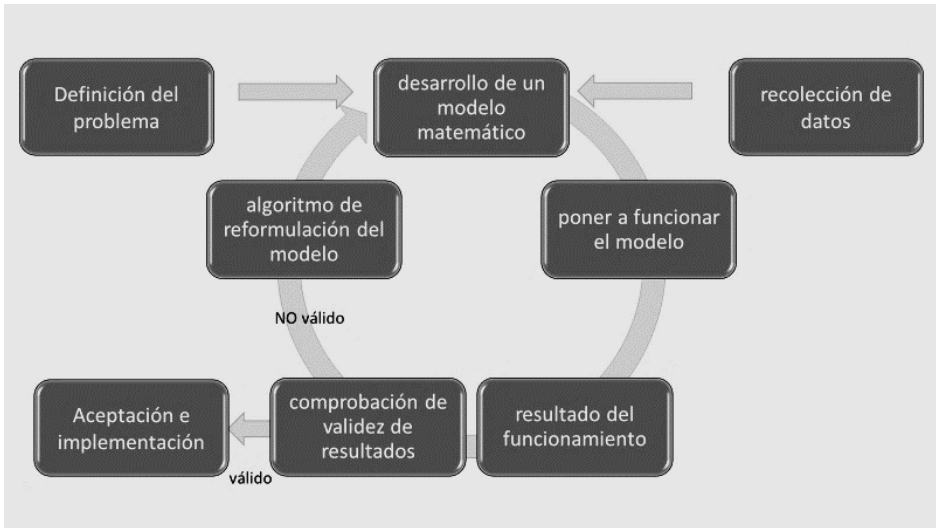 Definición del
problema
desarrollo de un
modelo
matemático
recolección de
datos
algoritmo de
reformulación del
modelo
poner a funcionar
el modelo
NO válido
Aceptación e
implementación
comprobación de
validez de
resultados
resultado del
funcionamiento
válido